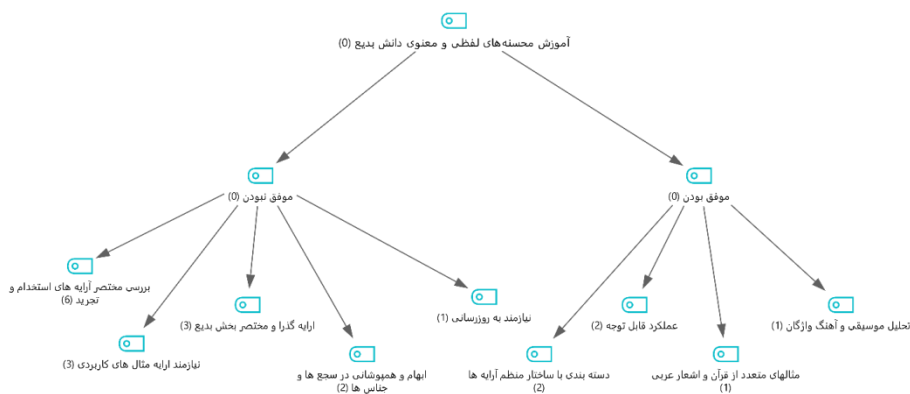 آموزش محسنه‌های لفظی و معنوی دانش بدیع (0)
موفق نبودن (0)
موفق بودن (0)
بررسی مختصر آرایه های استخدام و
تجرید (6)
نیازمند ارایه مثال های کاربردی (3)
ارایه گذرا و مختصر بخش بدیع (3)
ابهام و همپوشانی در سجع ها و
جناس ها (2)
نیازمند به روزرسانی (1)
دسته بندی با ساختار منظم آرایه ها
(2)
عملکرد قابل توجه (2)
مثالهای متعدد از قرآن و اشعار عربی
(1)
تحلیل موسیقی و آهنگ واژگان (1)